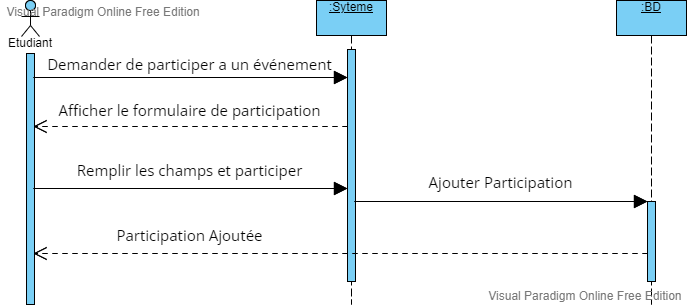 Visual Paradigm Online Free Edition
:Syteme
:BD
Etudiant
Demander de participer a un événement
Afficher le formulaire de participation
Remplir les champs et participer
Ajouter Participation
Participation Ajoutée
Visual Paradigm Online Free Edition